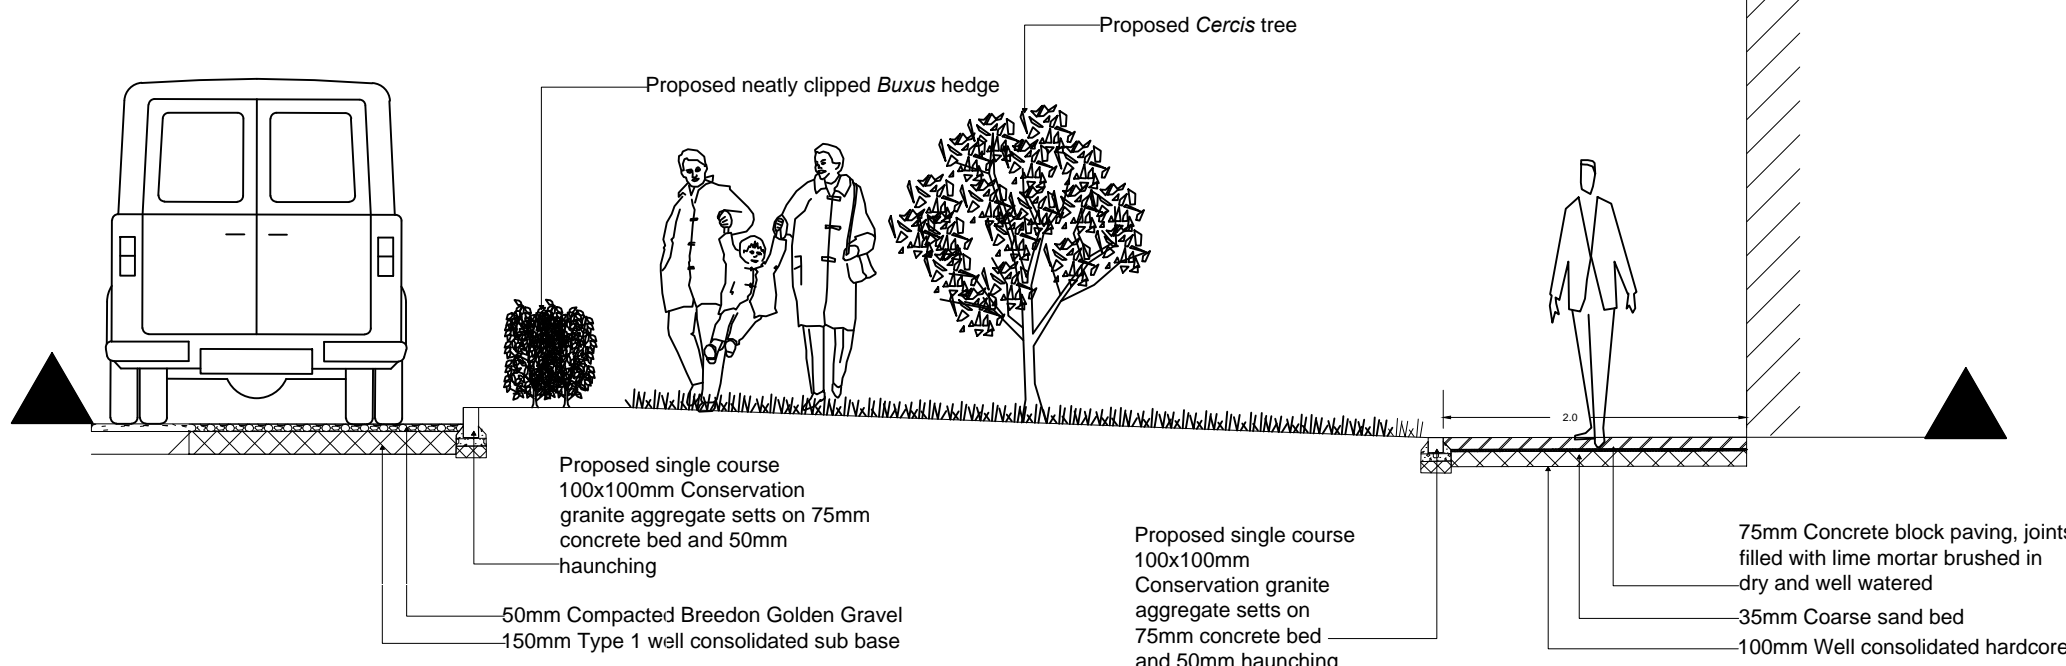 Proposed Cercis tree
Proposed neatly clipped Buxus hedge
2.0
Proposed single course
100x100mm Conservation
granite aggregate setts on 75mm
concrete bed and 50mm
haunching
50mm Compacted Breedon Golden Gravel
150mm Type 1 well consolidated sub base
Proposed single course
100x100mm
Conservation granite
aggregate setts on
75mm concrete bed
and 50mm haunching
75mm Concrete block paving, joints
filled with lime mortar brushed in
dry and well watered
35mm Coarse sand bed
100mm Well consolidated hardcore